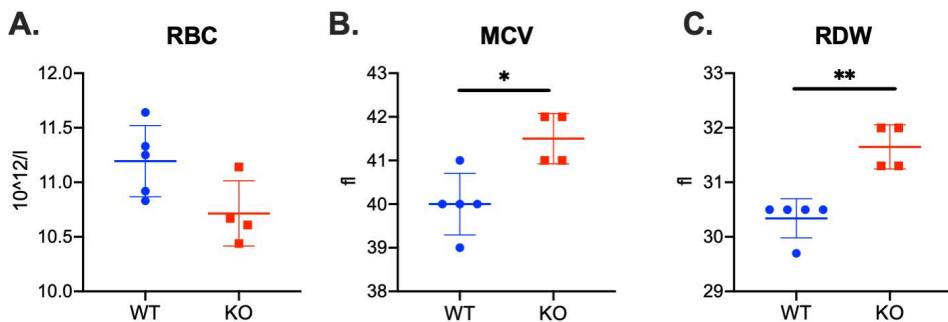 A. RBC
12.0
11.5
11.0
10.5
10.0
10^12/l
WT KO
B. MCV
*
43
42
41
40
39
38
fl
WT KO
C. RDW
**
33
32
31
30
29
fl
WT KO